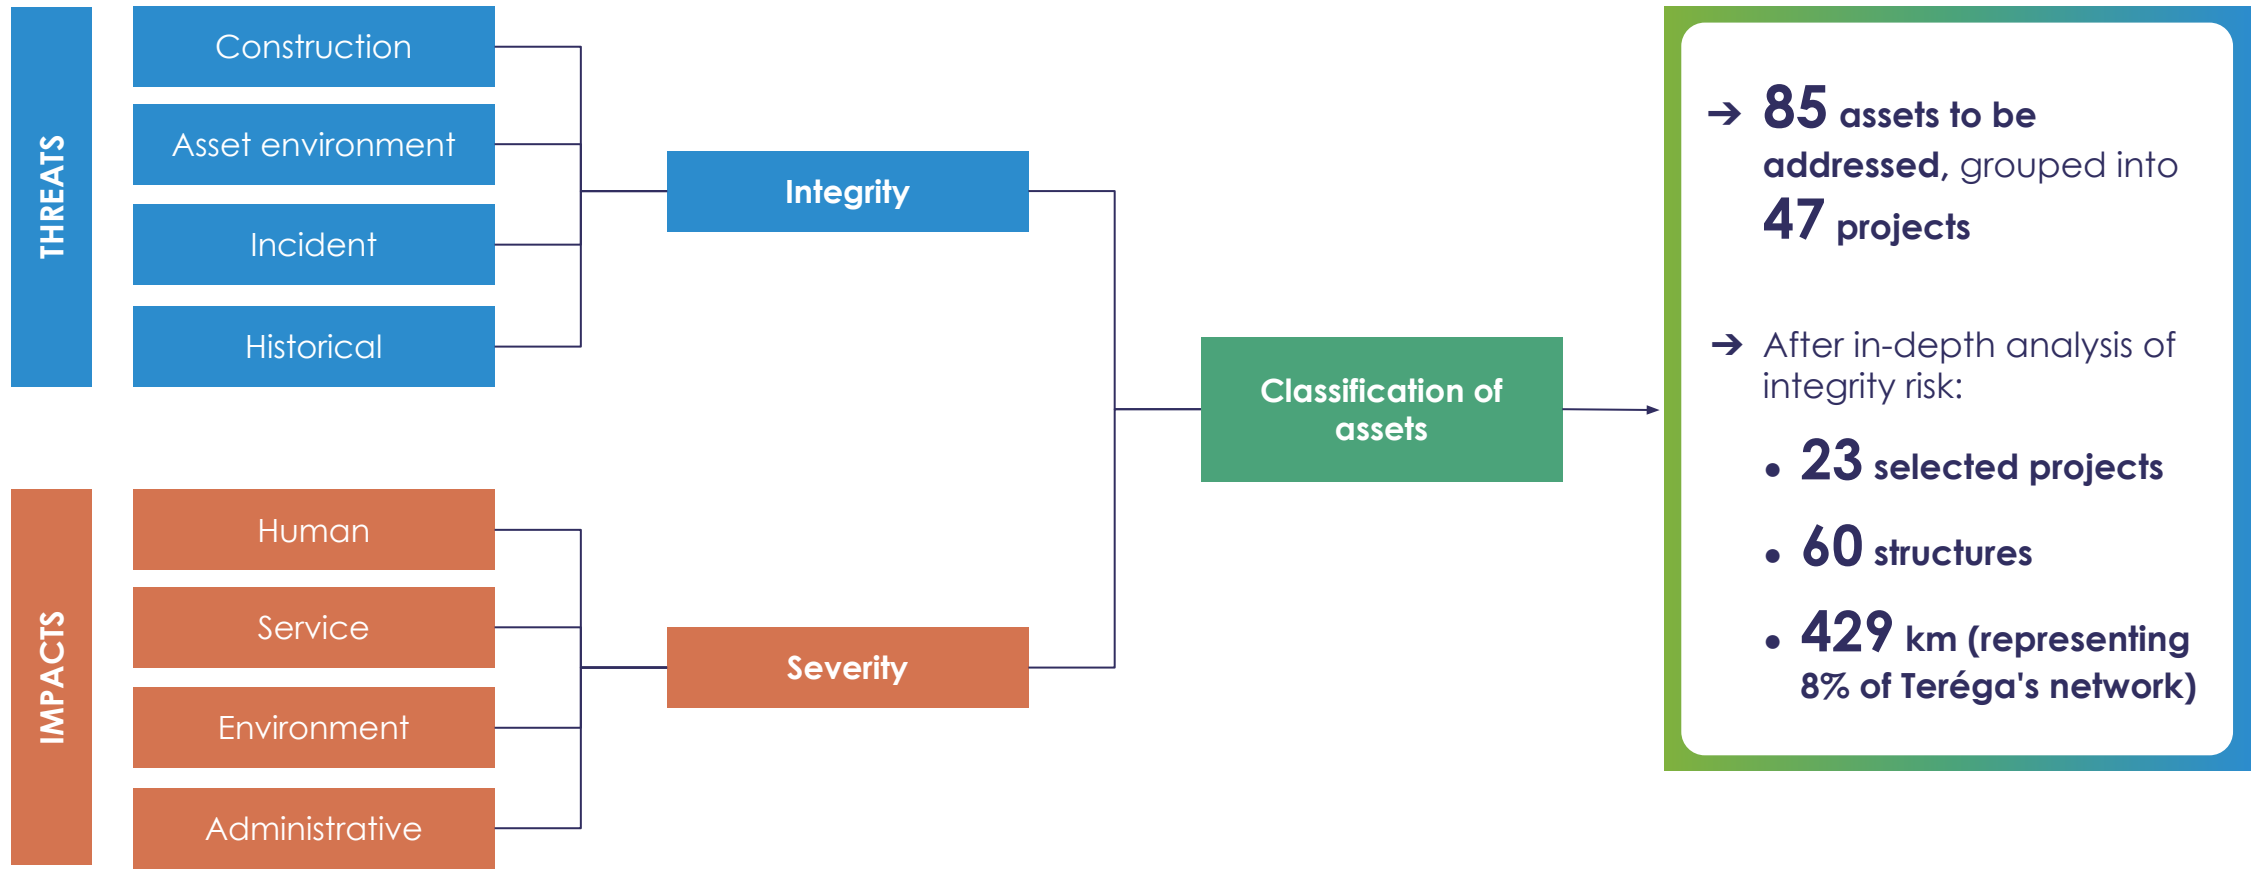 THREATS
Construction
Asset environment
Incident
Historical
Integrity
IMPACTS
Human
Service
Environment
Administrative
Severity
Classification of
assets
➔ 85 assets to be
addressed, grouped into
47 projects
➔ After in-depth analysis of
integrity risk:
● 23 selected projects
● 60 structures
● 429 km (representing
8% of Teréga's network)